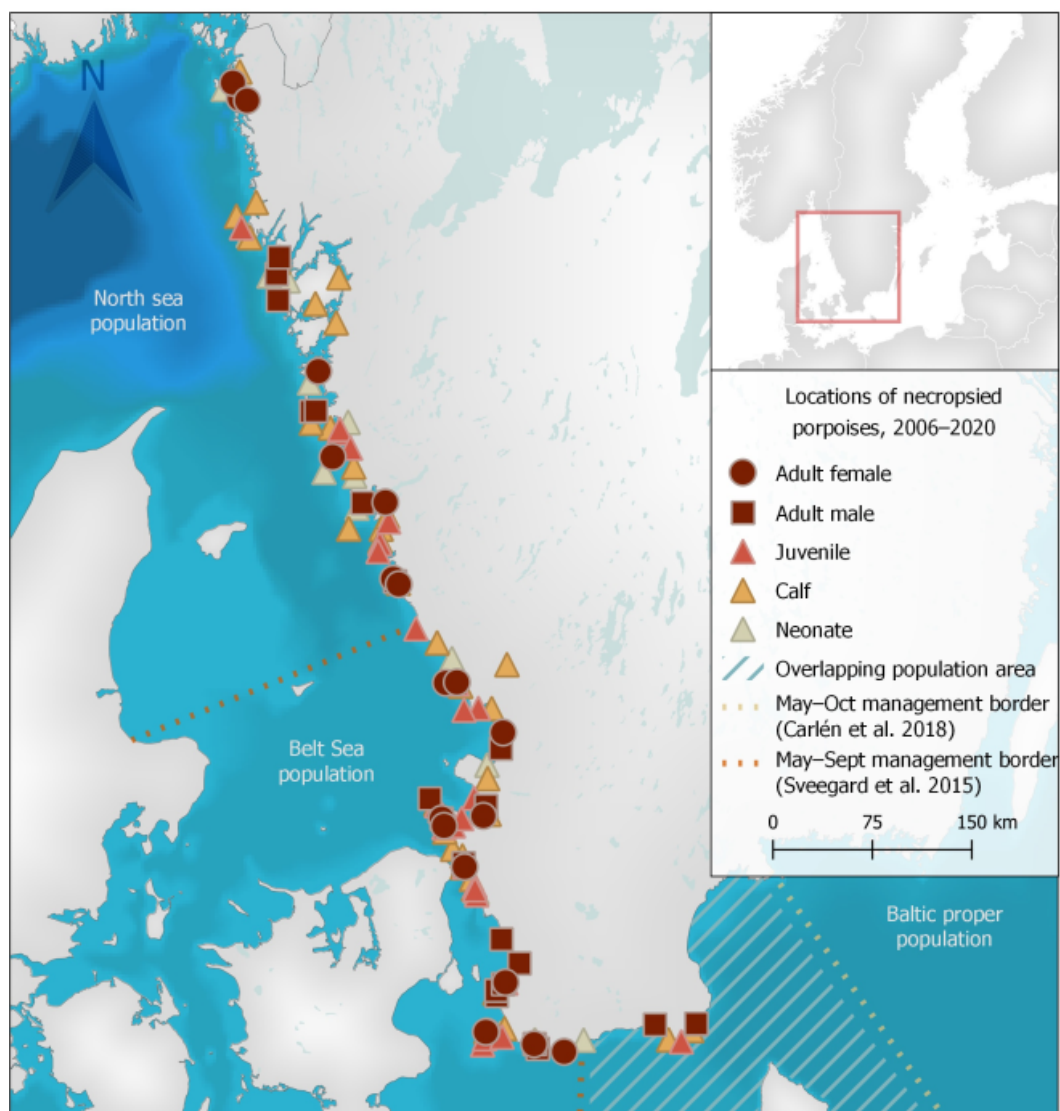 N
North sea
population
Belt Sea
population
Baltic proper
population
Locations of necropsied
porpoises, 2006–2020
Adult female
Adult male
Juvenile
Calf
Neonate
Overlapping population area
May–Oct management border
(Carlén et al. 2018)
May–Sept management border
(Sveegard et al. 2015)
0 75 150 km